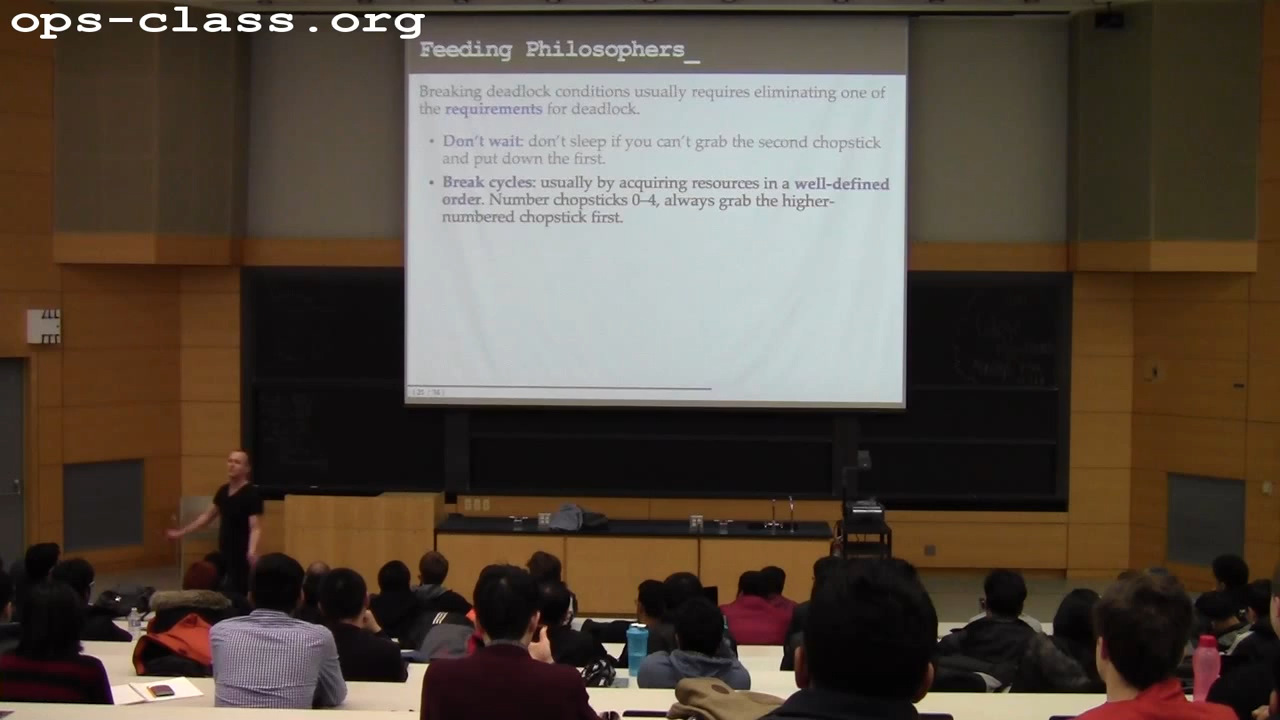 ops-class.org
Feeding Philosophers_
Breaking deadlock conditions usually requires eliminating one of
the requirements for deadlock.
• Don't wait: don't sleep if you can't grab the second chopstick
and put down the first.
• Break cycles: usually by acquiring resources in a well-defined
order. Number chopsticks 0–4, always grab the higher-
numbered chopstick first.